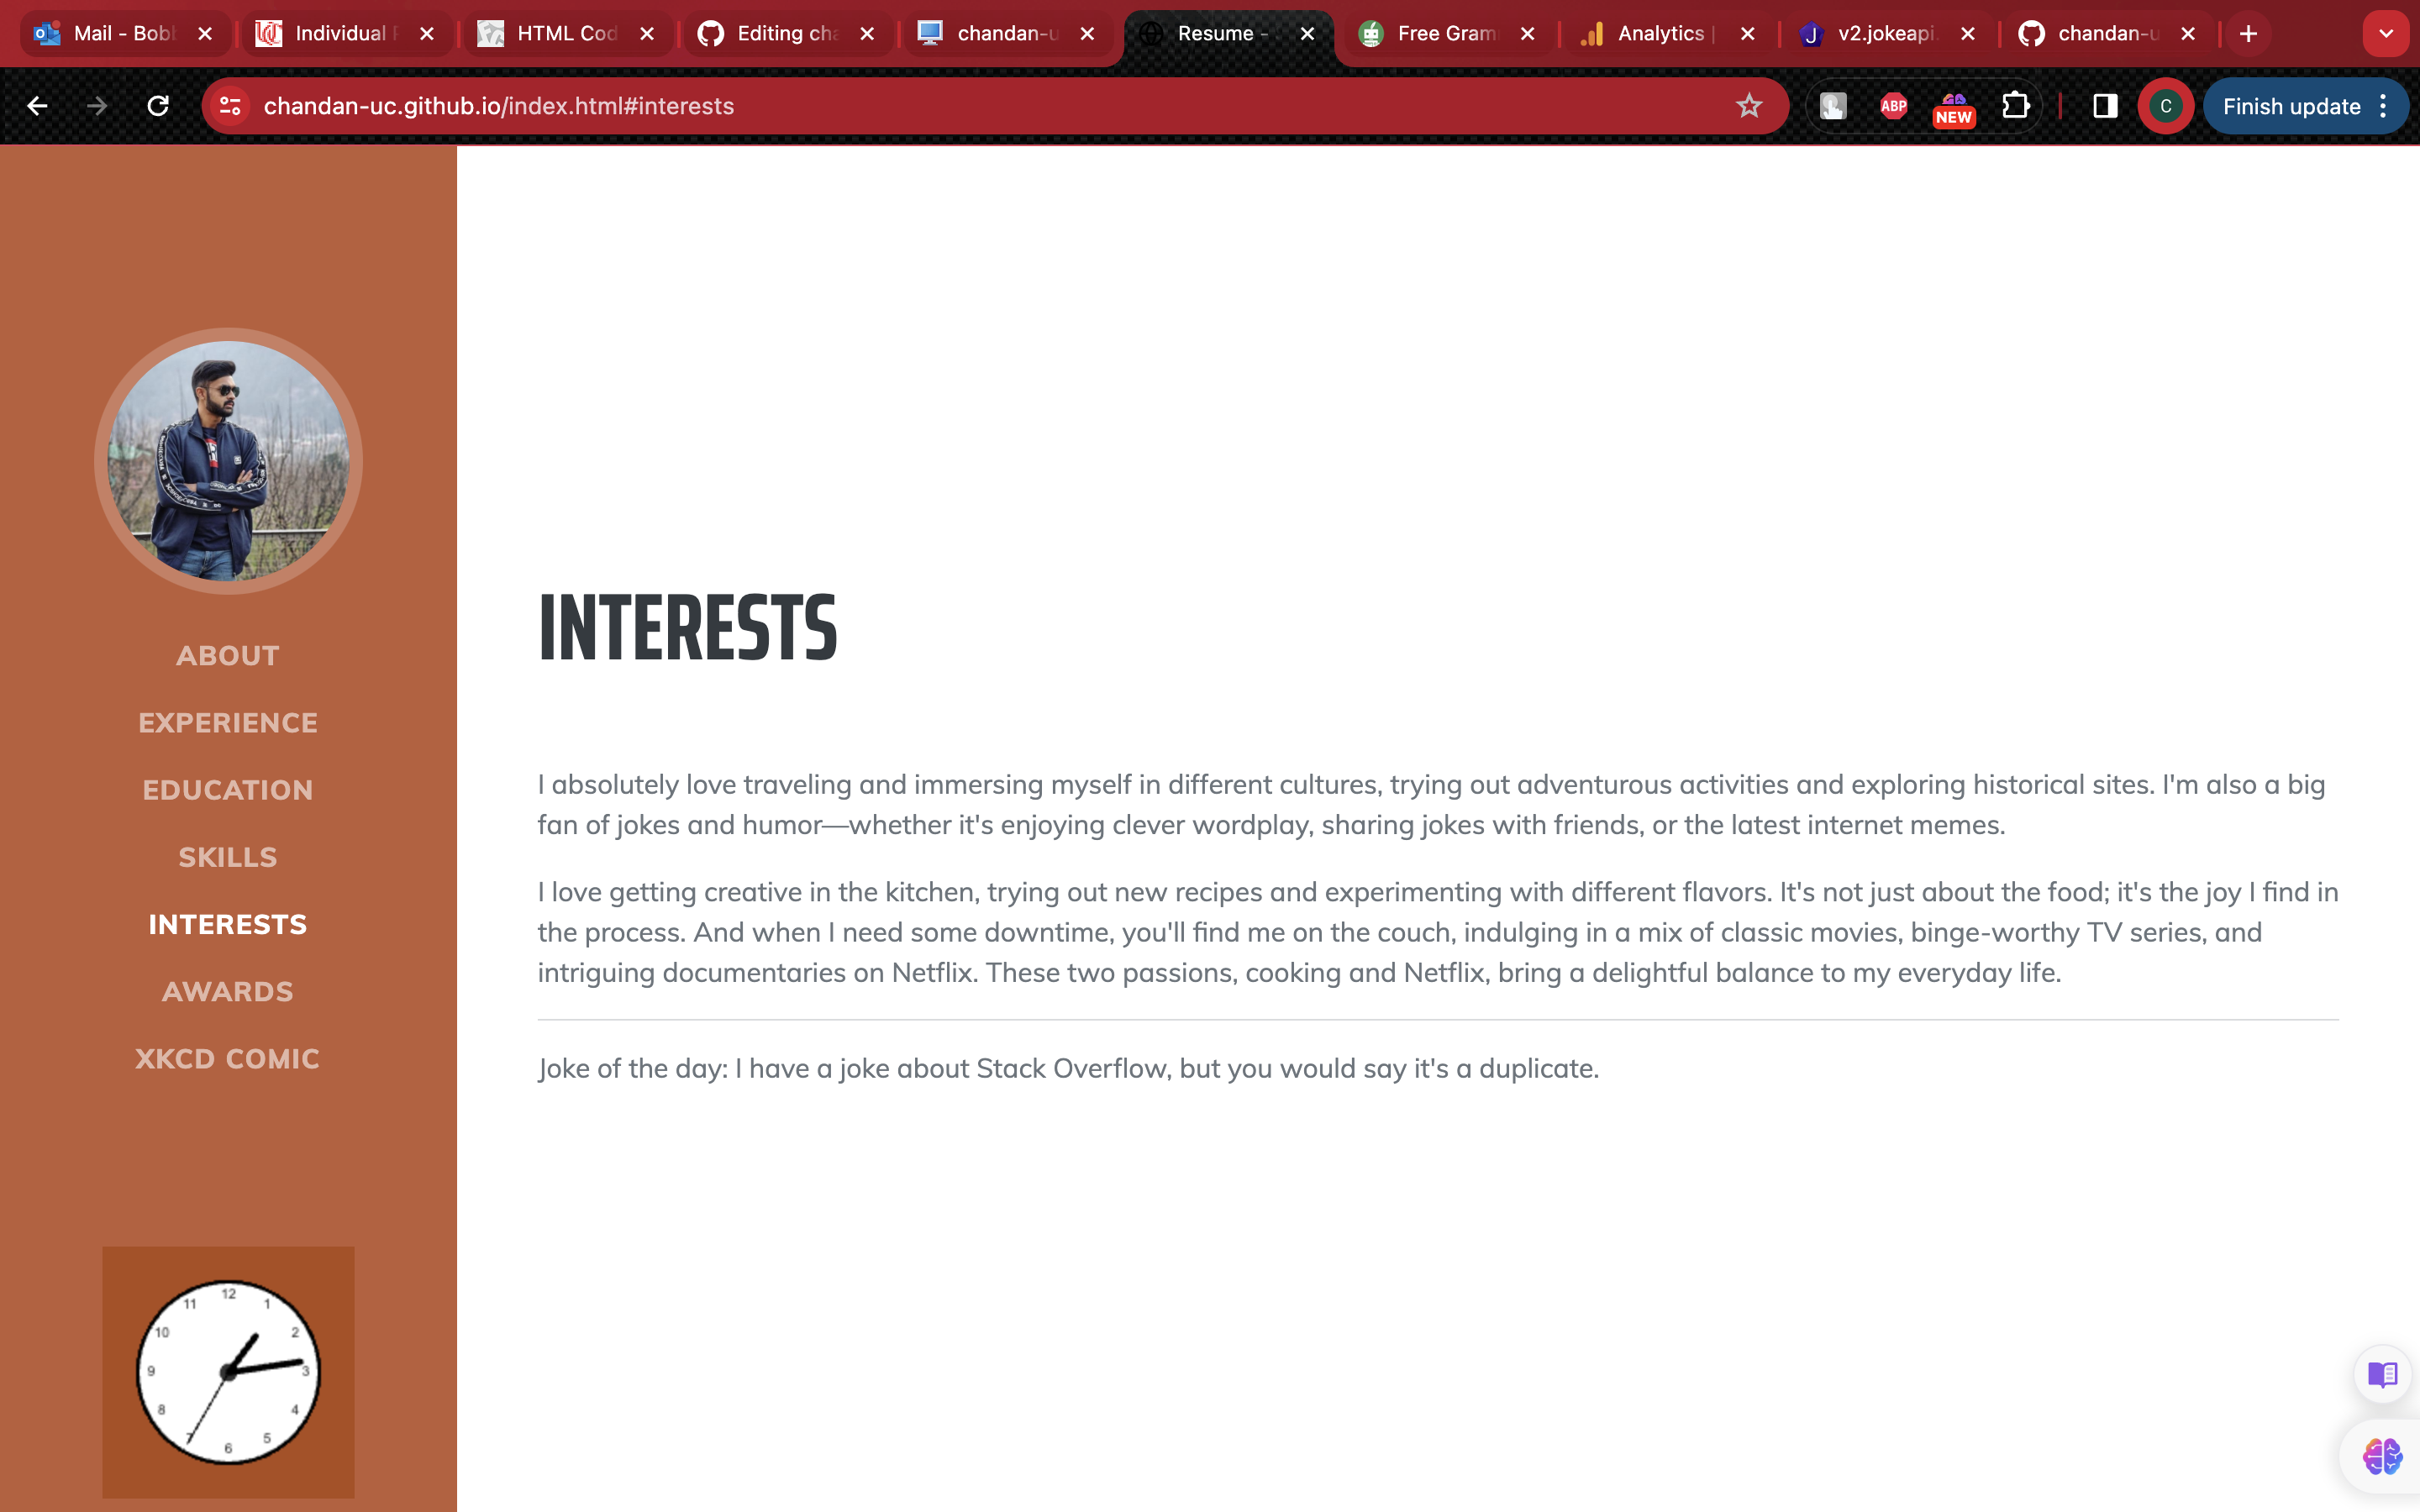 Mail - Bob
Individual
HTML Cod
Editing cha
chandan-u
Resume -
Free Gram
Analytics |
v2.jokeapi.
chandan-u
chandan-uc.github.io/index.html#interests
ABP
NEW
C
Finish update
ABOUT
EXPERIENCE
EDUCATION
SKILLS
INTERESTS
AWARDS
XKCD COMIC
12
1
2
3
4
5
6
7
8
9
10
11
INTERESTS
I absolutely love traveling and immersing myself in different cultures, trying out adventurous activities and exploring historical sites. I'm also a big
fan of jokes and humor—whether it's enjoying clever wordplay, sharing jokes with friends, or the latest internet memes.
I love getting creative in the kitchen, trying out new recipes and experimenting with different flavors. It's not just about the food; it's the joy I find in
the process. And when I need some downtime, you'll find me on the couch, indulging in a mix of classic movies, binge-worthy TV series, and
intriguing documentaries on Netflix. These two passions, cooking and Netflix, bring a delightful balance to my everyday life.
Joke of the day: I have a joke about Stack Overflow, but you would say it's a duplicate.